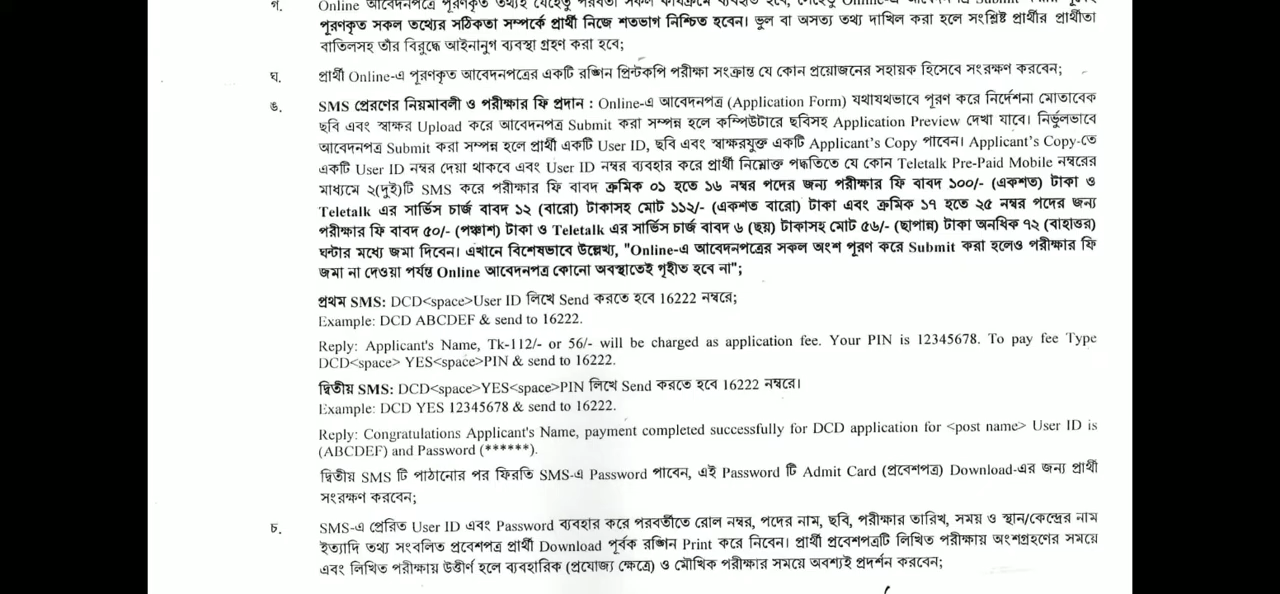 গ. Online আবেদনপত্রে পূরণকৃত তথ্যই যেহেতু পরবর্তী সকল কার্যক্রমে ব্যবহৃত হবে, সেহেতু Online-এ আবেদনপত্র Submit
পূরণকৃত সকল তথ্যের সঠিকতা সম্পর্কে প্রার্থী নিজে শতভাগ নিশ্চিত হবেন। ভুল বা অসত্য তথ্য দাখিল করা হলে সংশ্লিষ্ট প্রার্থীর প্রার্থীতা
বাতিলসহ তাঁর বিরুদ্ধে আইনানুগ ব্যবস্থা গ্রহণ করা হবে;
ঘ. প্রার্থী Online-এ পূরণকৃত আবেদনপত্রের একটি রঙ্গিন প্রিন্টকপি পরীক্ষা সংক্রান্ত যে কোন প্রয়োজনের সহায়ক হিসেবে সংরক্ষণ করবেন;
ঙ. SMS প্রেরণের নিয়মাবলী ও পরীক্ষার ফি প্রদান : Online-এ আবেদনপত্র (Application Form) যথাযথভাবে পূরণ করে নির্দেশনা মোতাবেক
ছবি এবং স্বাক্ষর Upload করে আবেদনপত্র Submit করা সম্পন্ন হলে কম্পিউটারে ছবিসহ Application Preview দেখা যাবে। নির্ভুলভাবে
আবেদনপত্র Submit করা সম্পন্ন হলে প্রার্থী একটি User ID, ছবি এবং স্বাক্ষরযুক্ত একটি Applicant's Copy পাবেন। Applicant's Copy-তে
একটি User ID নম্বর দেয়া থাকবে এবং User ID নম্বর ব্যবহার করে প্রার্থী নিম্নোক্ত পদ্ধতিতে যে কোন Teletalk Pre-Paid Mobile নম্বরের
মাধ্যমে ২(দুই)টি SMS করে পরীক্ষার ফি বাবদ ক্রমিক ০১ হতে ১৬ নম্বর পদের জন্য পরীক্ষার ফি বাবদ ১০০/- (একশত) টাকা ও
Teletalk এর সার্ভিস চার্জ বাবদ ১২ (বারো) টাকাসহ মোট ১১২/- (একশত বারো) টাকা এবং ক্রমিক ১৭ হতে ২৫ নম্বর পদের জন্য
পরীক্ষার ফি বাবদ ৫০/- (পঞ্চাশ) টাকা ও Teletalk এর সার্ভিস চার্জ বাবদ ৬ (ছয়) টাকাসহ মোট ৫৬/- (ছাপান্ন) টাকা অনধিক ৭২ (বাহাত্তর)
ঘন্টার মধ্যে জমা দিবেন। এখানে বিশেষভাবে উল্লেখ্য, "Online-এ আবেদনপত্রের সকল অংশ পূরণ করে Submit করা হলেও পরীক্ষার ফি
জমা না দেওয়া পর্যন্ত Online আবেদনপত্র কোনো অবস্থাতেই গৃহীত হবে না";
প্রথম SMS: DCD<space>User ID লিখে Send করতে হবে 16222 নম্বরে;
Example: DCD ABCDEF & send to 16222.
Reply: Applicant's Name, Tk-112/- or 56/- will be charged as application fee. Your PIN is 12345678. To pay fee Type
DCD<space> YES<space>PIN & send to 16222.
দ্বিতীয় SMS: DCD<space>YES<space>PIN লিখে Send করতে হবে 16222 নম্বরে।
Example: DCD YES 12345678 & send to 16222.
Reply: Congratulations Applicant's Name, payment completed successfully for DCD application for <post name> User ID is
(ABCDEF) and Password (******).
দ্বিতীয় SMS টি পাঠানোর পর ফিরতি SMS-এ Password পাবেন, এই Password টি Admit Card (প্রবেশপত্র) Download-এর জন্য প্রার্থী
সংরক্ষণ করবেন;
চ. SMS-এ প্রেরিত User ID এবং Password ব্যবহার করে পরবর্তীতে রোল নম্বর, পদের নাম, ছবি, পরীক্ষার তারিখ, সময় ও স্থান/কেন্দ্রের নাম
ইত্যাদি তথ্য সংবলিত প্রবেশপত্র প্রার্থী Download পূর্বক রঙ্গিন Print করে নিবেন। প্রার্থী প্রবেশপত্রটি লিখিত পরীক্ষায় অংশগ্রহণের সময়ে
এবং লিখিত পরীক্ষায় উত্তীর্ণ হলে ব্যবহারিক (প্রযোজ্য ক্ষেত্রে) ও মৌখিক পরীক্ষার সময়ে অবশ্যই প্রদর্শন করবেন;